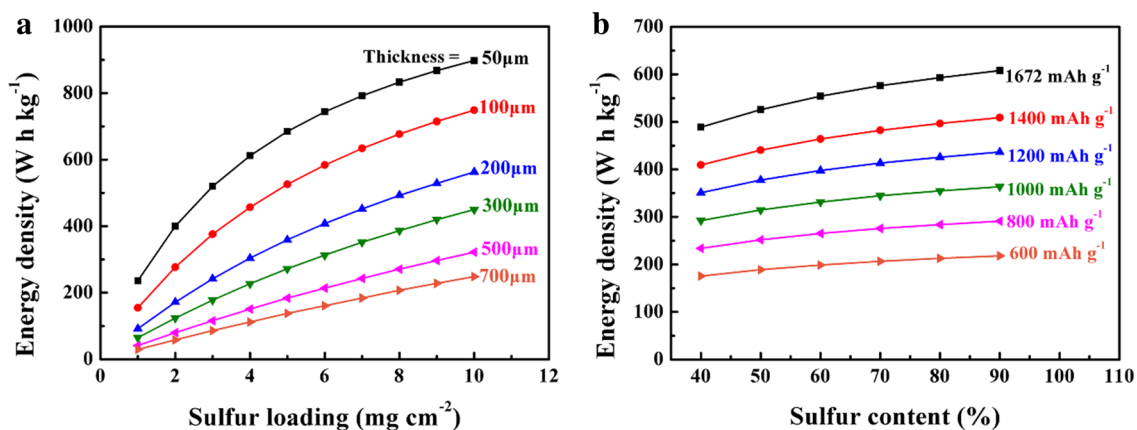 a
Energy density (W h kg⁻¹)
1000
800
600
400
200
0
0 2 4 6 8 10 12
Sulfur loading (mg cm⁻²)
Thickness = 50μm
100μm
200μm
300μm
500μm
700μm
b
Energy density (W h kg⁻¹)
700
600
500
400
300
200
100
0
40 50 60 70 80 90 100 110
Sulfur content (%)
1672 mAh g⁻¹
1400 mAh g⁻¹
1200 mAh g⁻¹
1000 mAh g⁻¹
800 mAh g⁻¹
600 mAh g⁻¹